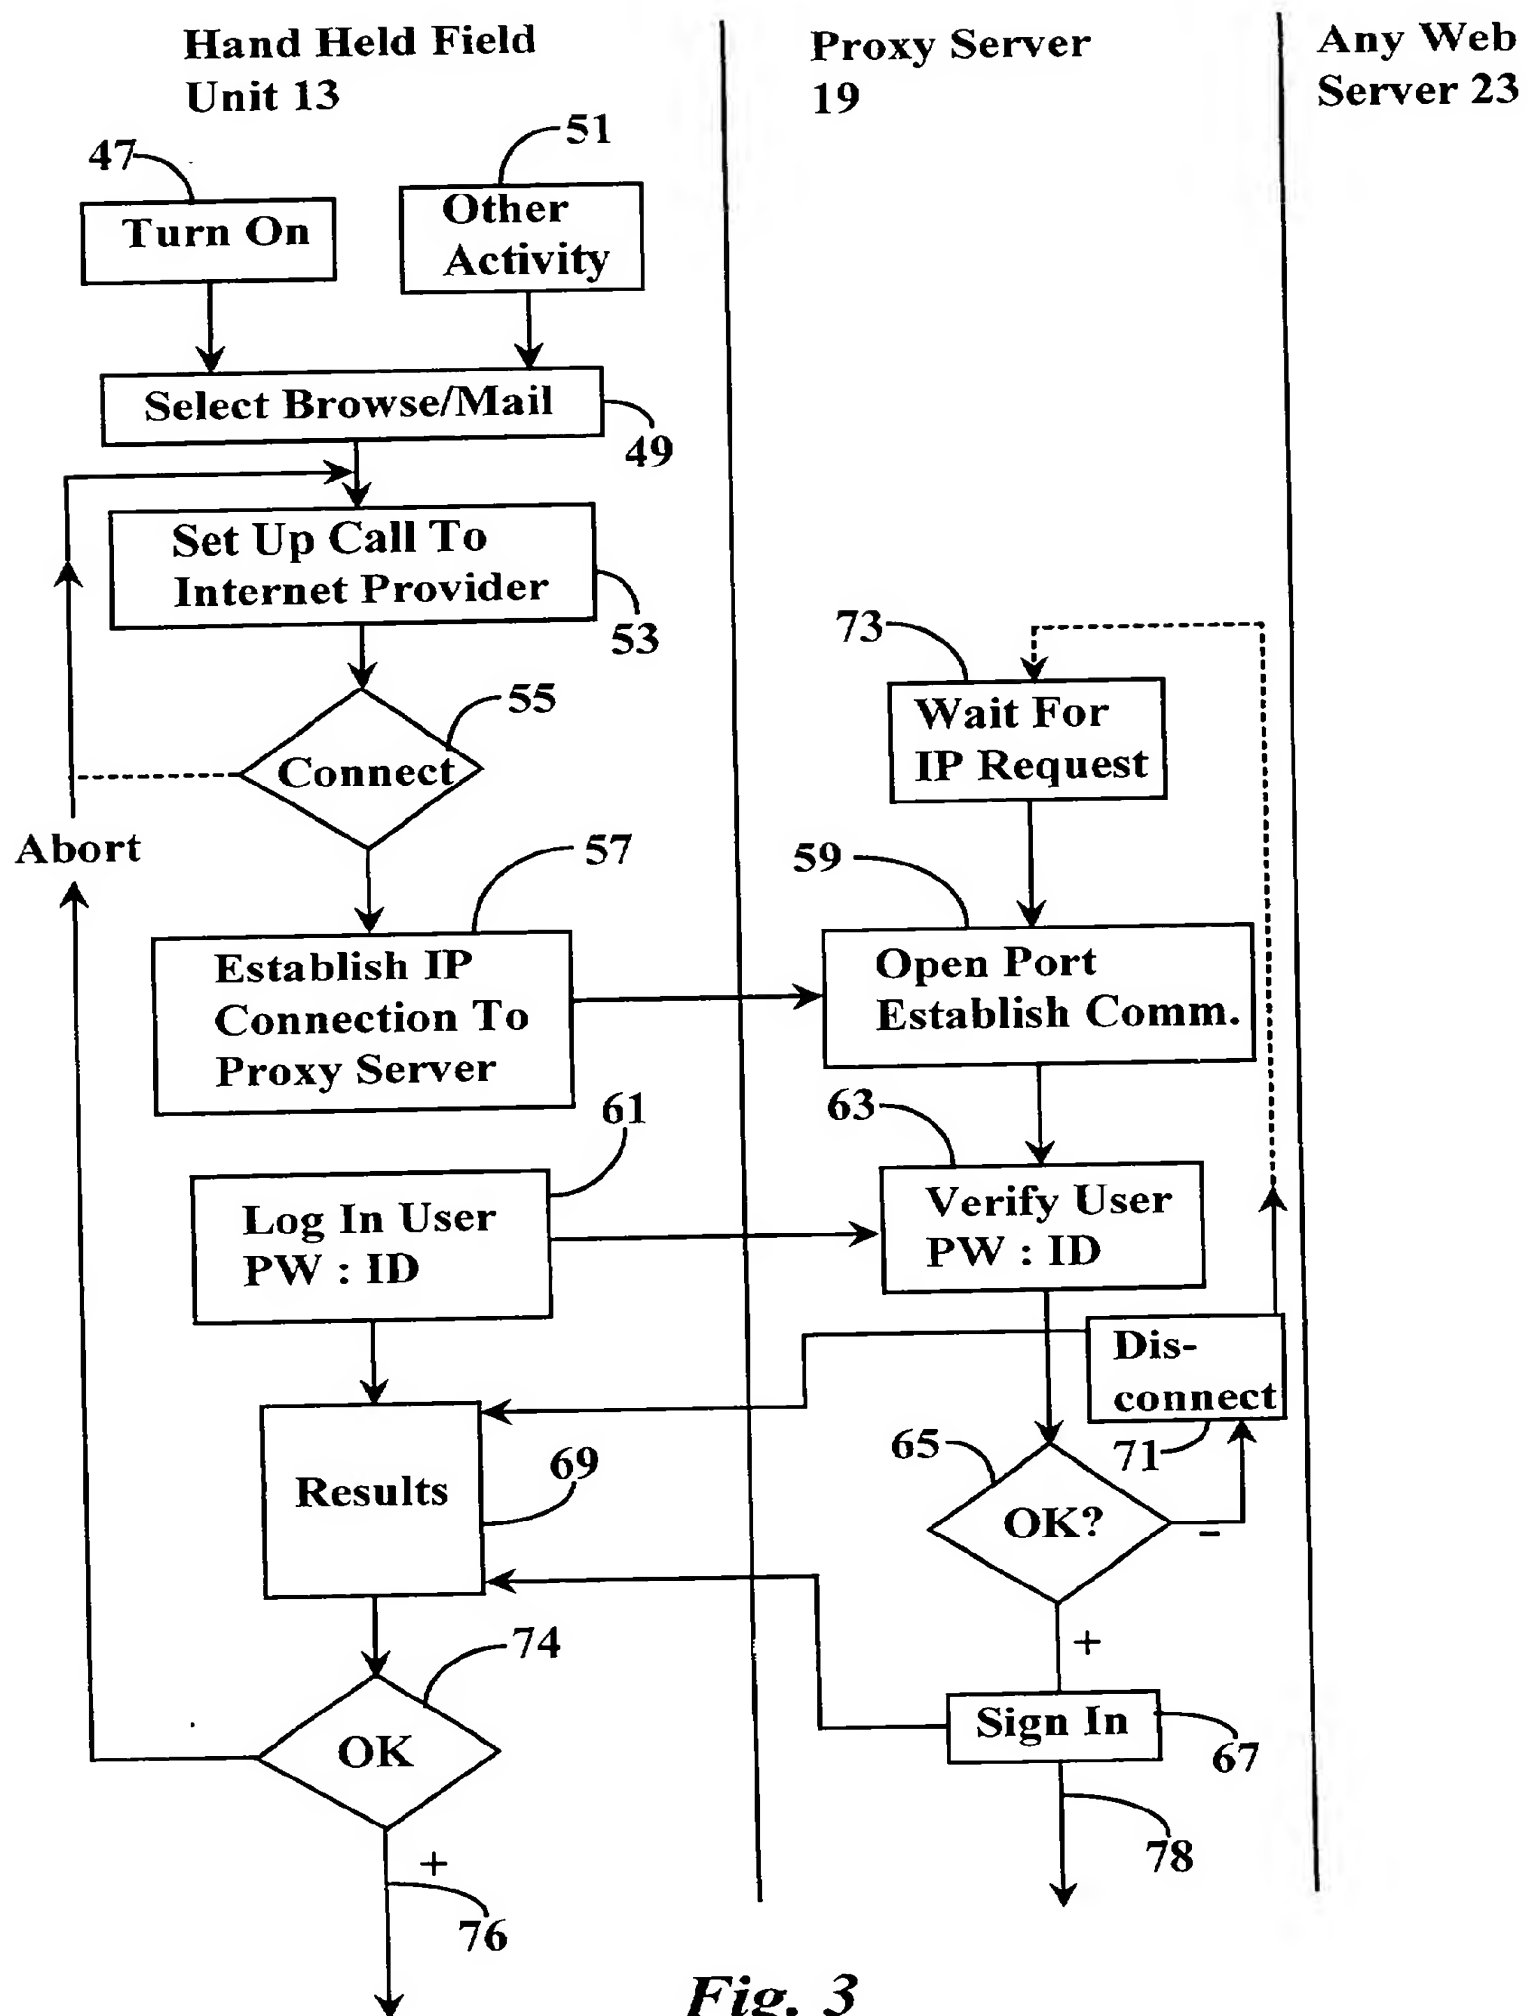 Hand Held Field
Unit 13
Proxy Server
19
Any Web
Server 23
47
51
Turn On
Other
Activity
Select Browse/Mail
49
Set Up Call To
Internet Provider
53
73
55
Connect
Wait For
IP Request
Abort
57
59
Establish IP
Connection To
Proxy Server
Open Port
Establish Comm.
61
63
Log In User
PW : ID
Verify User
PW : ID
Dis-
connect
71
65
OK?
-
+
Results
69
74
OK
Sign In
67
78
+
76
Fig. 3